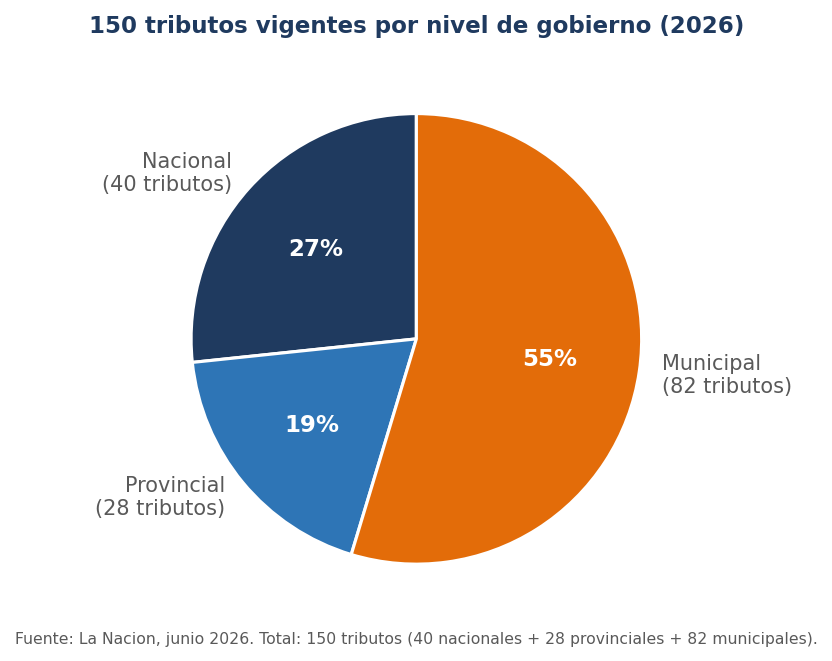 150 tributos vigentes por nivel de gobierno (2026)
Nacional
(40 tributos)
27%
55%
Municipal
(82 tributos)
19%
Provincial
(28 tributos)
Fuente: La Nacion, junio 2026. Total: 150 tributos (40 nacionales + 28 provinciales + 82 municipales).